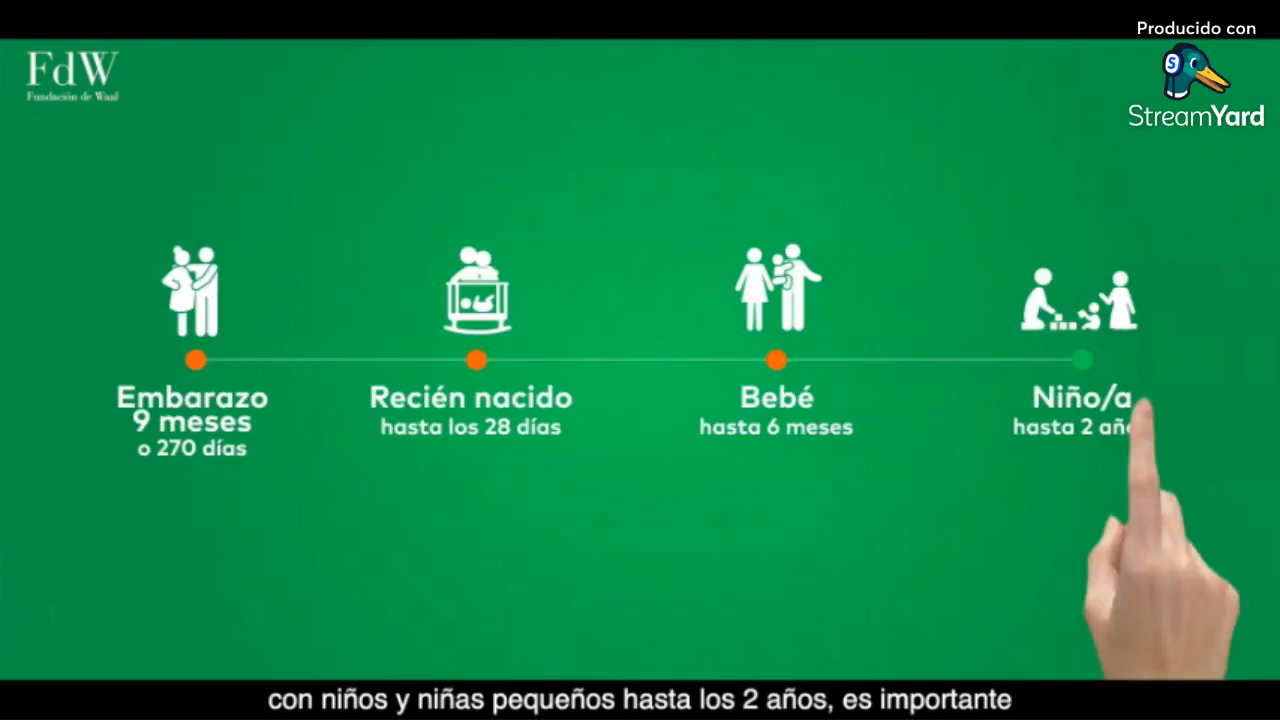 Producido con
StreamYard
FdW
Fundación de Waal
Embarazo
9 meses
o 270 días
Recién nacido
hasta los 28 días
Bebé
hasta 6 meses
Niño/a
hasta 2
con niños y niñas pequeños hasta los 2 años, es importante